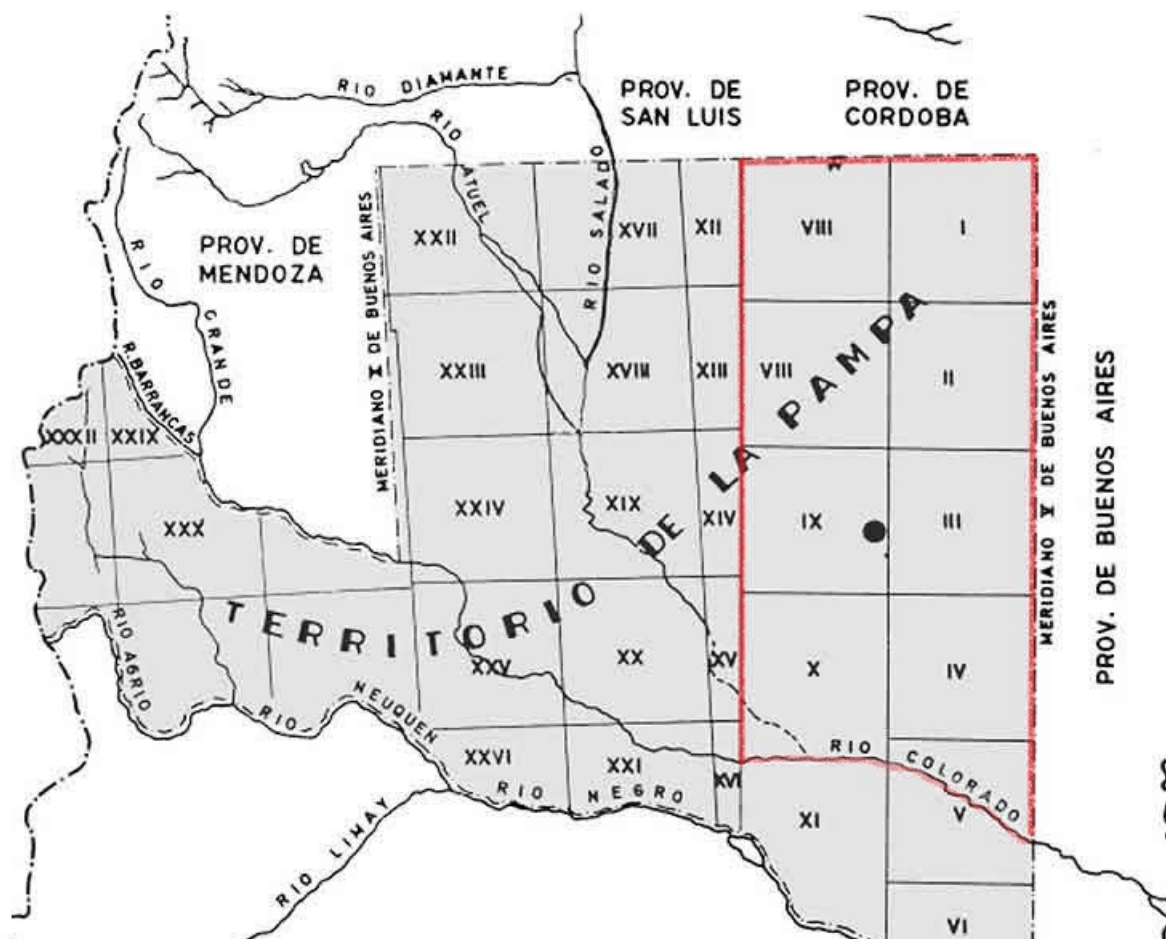 RIO DIAMANTE
PROV. DE
SAN LUIS
PROV. DE
CORDOBA
RIO ATUEL
RIO SALADO
PROV. DE
MENDOZA
RIO GRANDE
R. BARRANCAS
MERIDIANO X DE BUENOS AIRES
XXII
XVII
XII
VIII
I
XXIII
XVIII
XIII
VIII
II
XXXII
XXIX
XXX
XXIV
XIX
XIV
IX
III
TERRITORIO DE LA PAMPA
MERIDIANO V DE BUENOS AIRES
PROV. DE BUENOS AIRES
RIO AGRIO
XXV
XX
XV
X
IV
RIO NEUQUEN
XXVI
XXI
XVI
RIO COLORADO
RIO NEGRO
XI
V
RIO LIMAY
VI